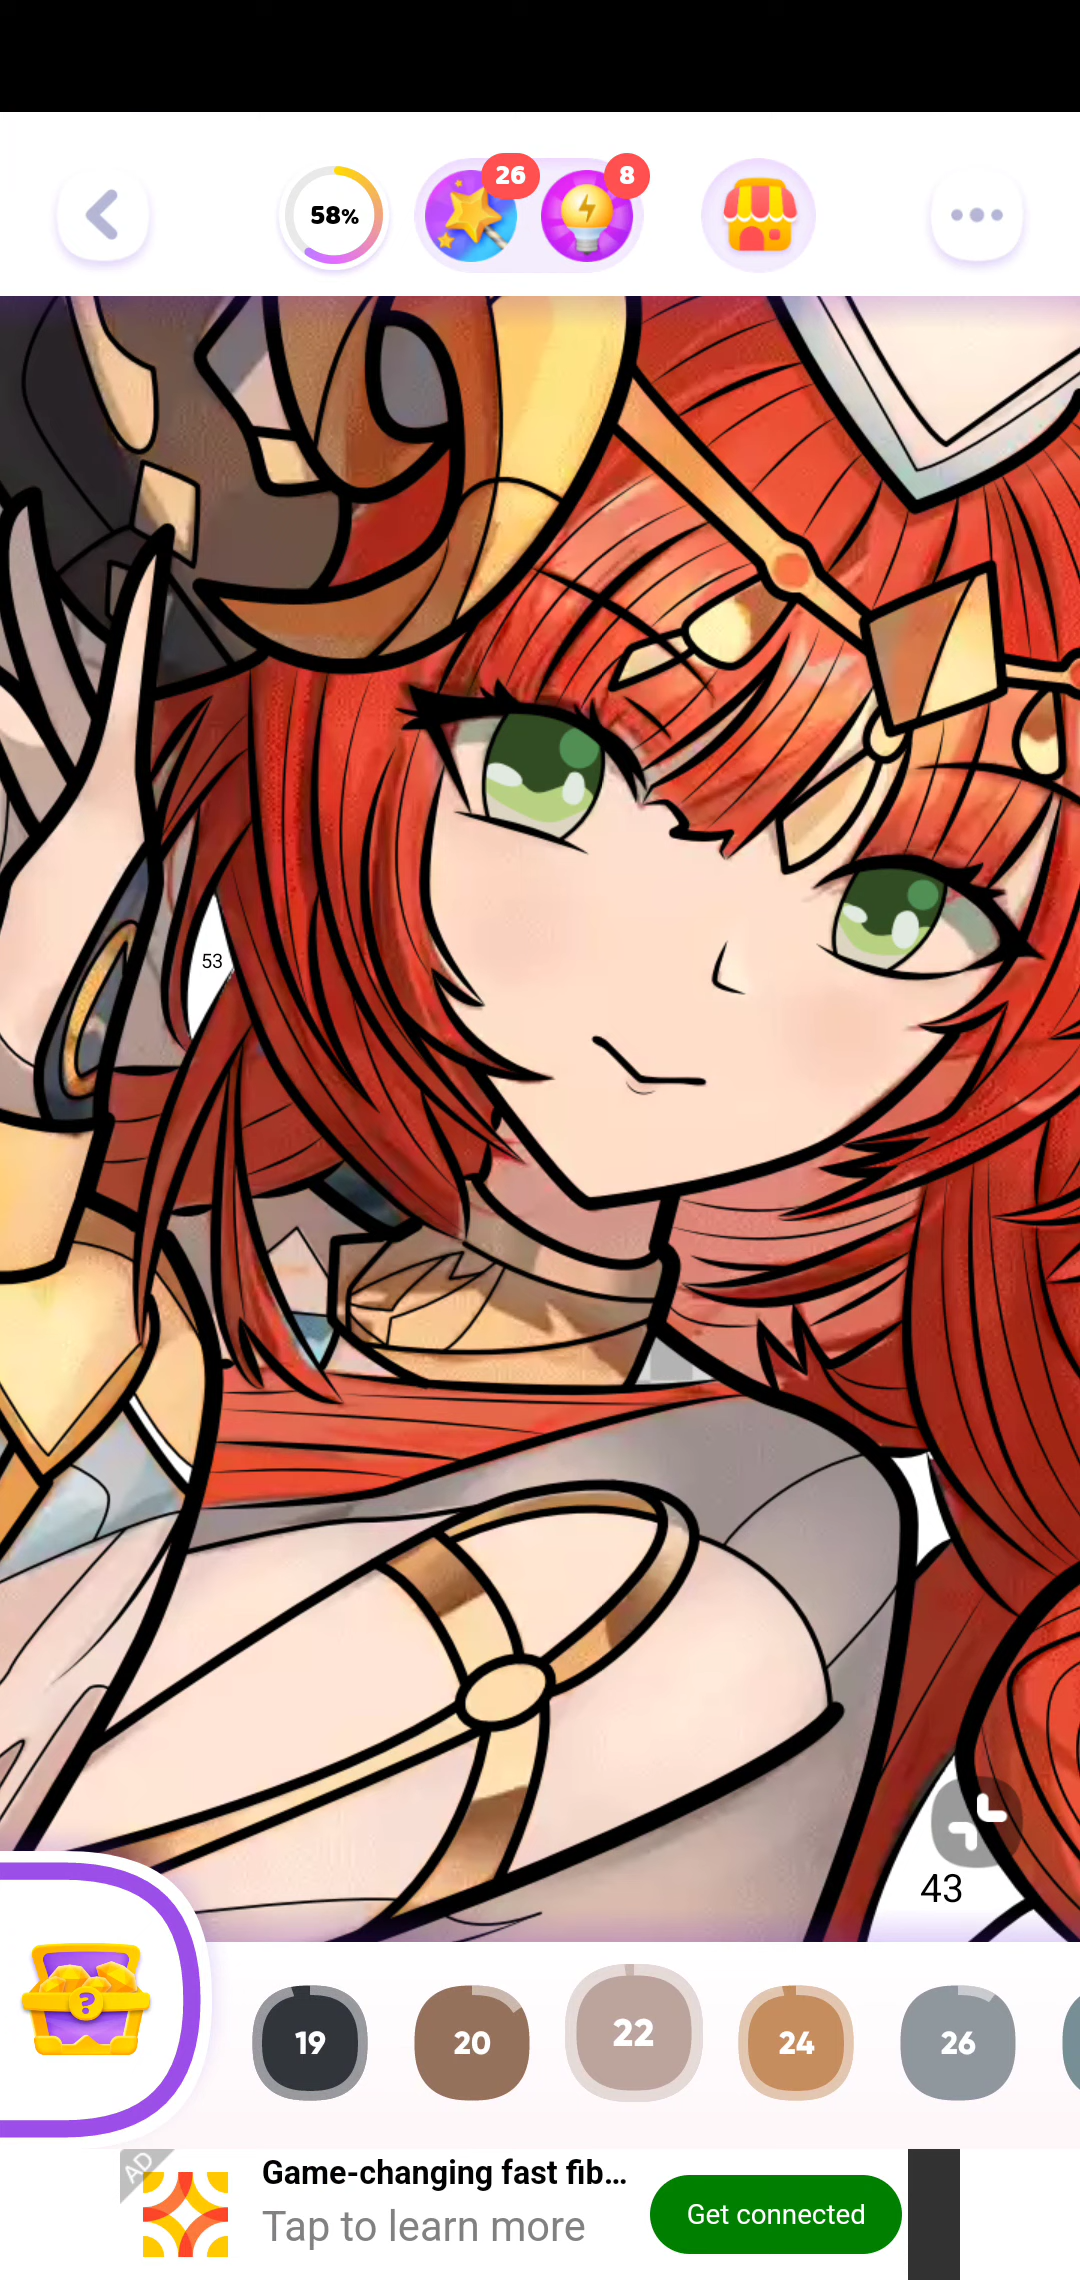 58%
26
8
53
43
19
20
22
24
26
AD
Game-changing fast fib...
Tap to learn more
Get connected